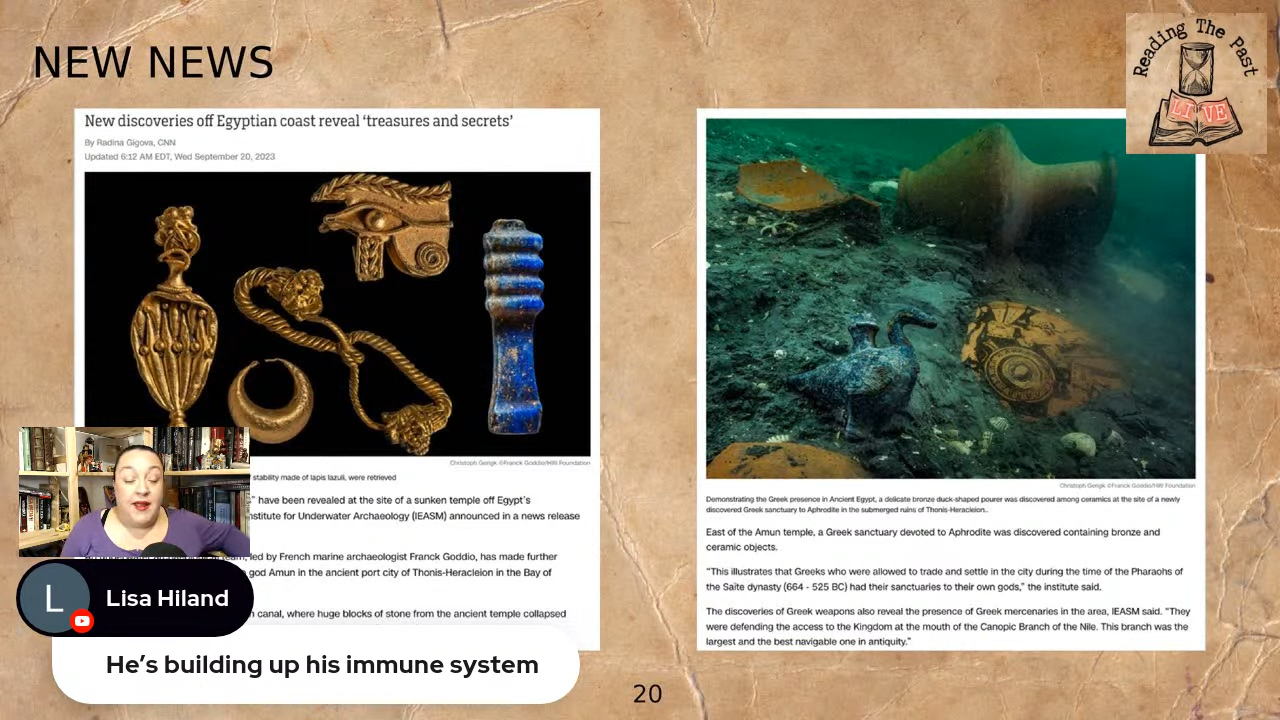 NEW NEWS
Reading The Past
LIVE
New discoveries off Egyptian coast reveal ‘treasures and secrets’
By Radina Gigova, CNN
Updated 6:12 AM EDT, Wed September 20, 2023
Christoph Gerigk ©Franck Goddio/Hilti Foundation
stability made of lapis lazuli, were retrieved
” have been revealed at the site of a sunken temple off Egypt’s
nstitute for Underwater Archaeology (IEASM) announced in a news release
led by French marine archaeologist Franck Goddio, has made further
god Amun in the ancient port city of Thonis-Heracleion in the Bay of
canal, where huge blocks of stone from the ancient temple collapsed
Christoph Gerigk ©Franck Goddio/Hilti Foundation
Demonstrating the Greek presence in Ancient Egypt, a delicate bronze duck-shaped pourer was discovered among ceramics at the site of a newly
discovered Greek sanctuary to Aphrodite in the submerged ruins of Thonis-Heracleion..
East of the Amun temple, a Greek sanctuary devoted to Aphrodite was discovered containing bronze and
ceramic objects.
“This illustrates that Greeks who were allowed to trade and settle in the city during the time of the Pharaohs of
the Saïte dynasty (664 - 525 BC) had their sanctuaries to their own gods,” the institute said.
The discoveries of Greek weapons also reveal the presence of Greek mercenaries in the area, IEASM said. “They
were defending the access to the Kingdom at the mouth of the Canopic Branch of the Nile. This branch was the
largest and the best navigable one in antiquity.”
L
Lisa Hiland
He’s building up his immune system
20